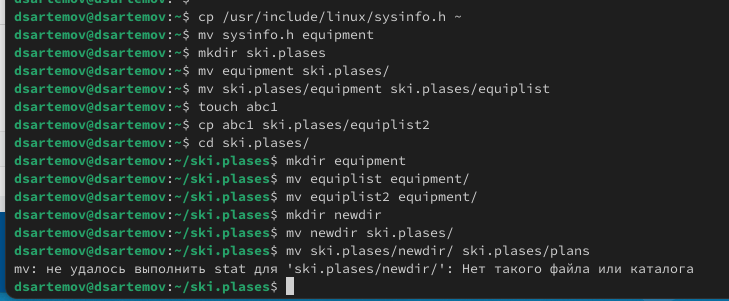 dsartemov@dsartemov:~$ cp /usr/include/linux/sysinfo.h ~
dsartemov@dsartemov:~$ mv sysinfo.h equipment
dsartemov@dsartemov:~$ mkdir ski.plases
dsartemov@dsartemov:~$ mv equipment ski.plases/
dsartemov@dsartemov:~$ mv ski.plases/equipment ski.plases/equiplist
dsartemov@dsartemov:~$ touch abc1
dsartemov@dsartemov:~$ cp abc1 ski.plases/equiplist2
dsartemov@dsartemov:~$ cd ski.plases/
dsartemov@dsartemov:~/ski.plases$ mkdir equipment
dsartemov@dsartemov:~/ski.plases$ mv equiplist equipment/
dsartemov@dsartemov:~/ski.plases$ mv equiplist2 equipment/
dsartemov@dsartemov:~/ski.plases$ mkdir newdir
dsartemov@dsartemov:~/ski.plases$ mv newdir ski.plases/
dsartemov@dsartemov:~/ski.plases$ mv ski.plases/newdir/ ski.plases/plans
mv: не удалось выполнить stat для 'ski.plases/newdir/': Нет такого файла или каталога
dsartemov@dsartemov:~/ski.plases$